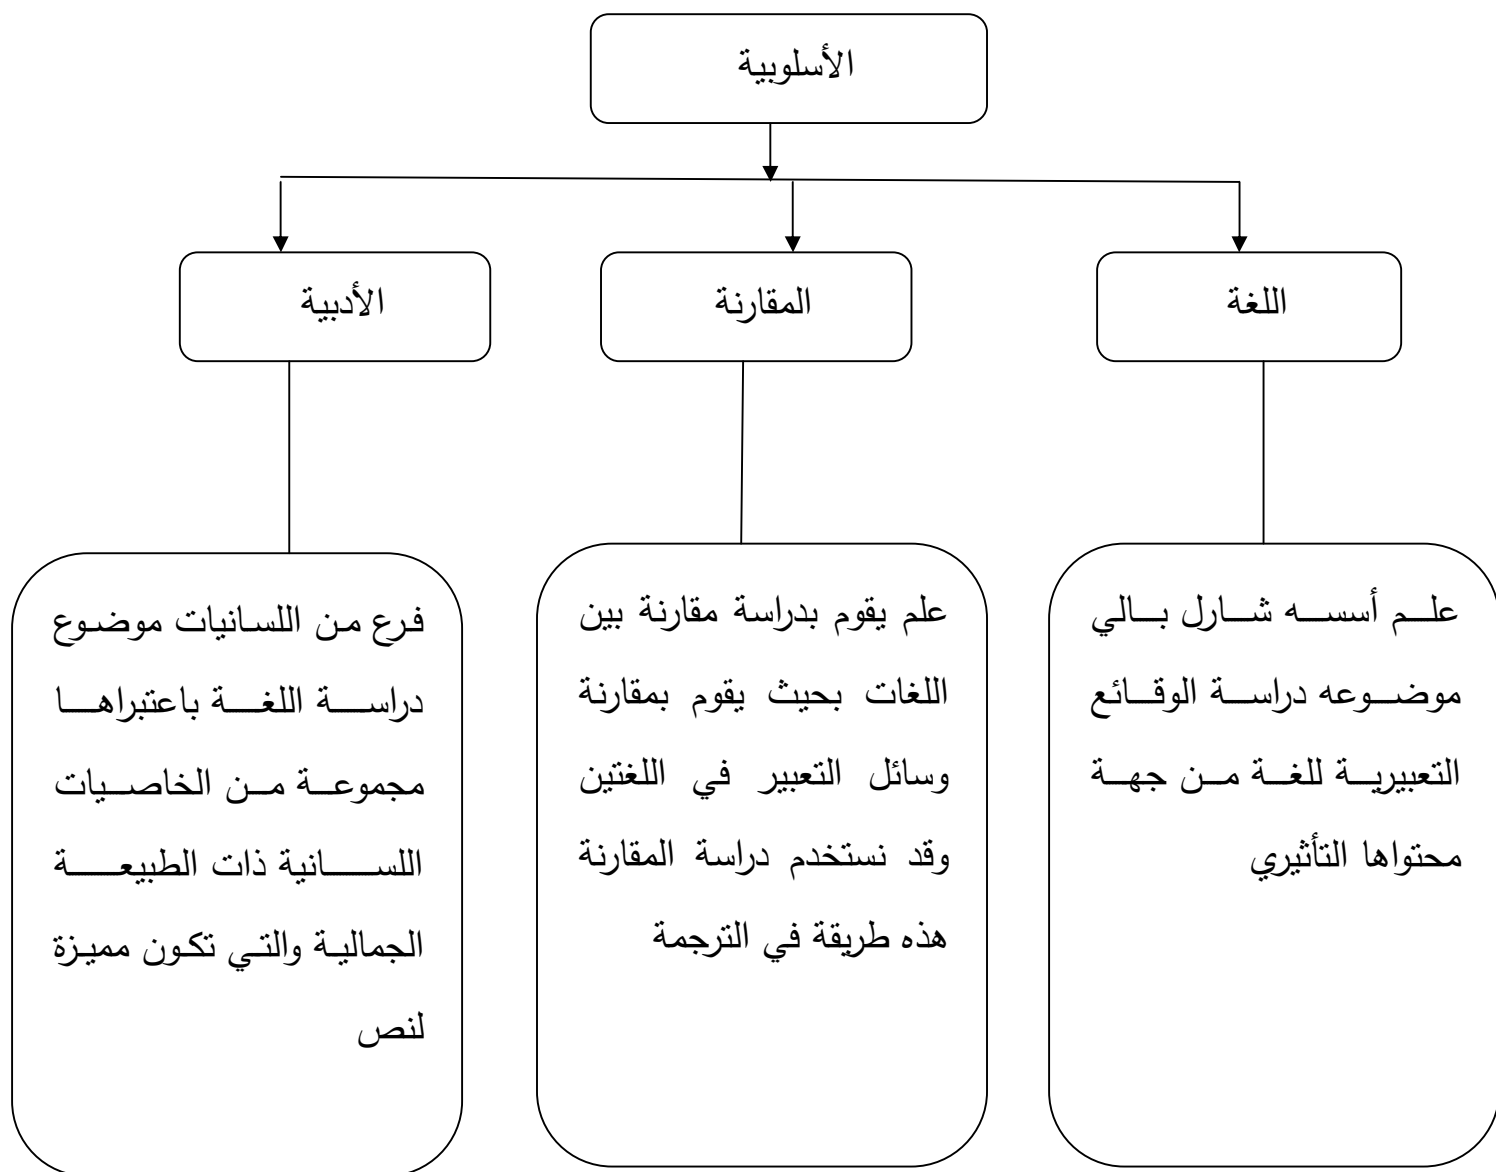 الأسلوبية
اللغة
المقارنة
الأدبية
علم أسسه شارل بالي
موضوعه دراسة الوقائع
التعبيرية للغة من جهة
محتواها التأثيري
علم يقوم بدراسة مقارنة بين
اللغات بحيث يقوم بمقارنة
وسائل التعبير في اللغتين
وقد نستخدم دراسة المقارنة
هذه طريقة في الترجمة
فرع من اللسانيات موضوع
دراسة اللغة باعتبراها
مجموعة من الخاصيات
اللسانية ذات الطبيعة
الجمالية والتي تكون مميزة
لنص